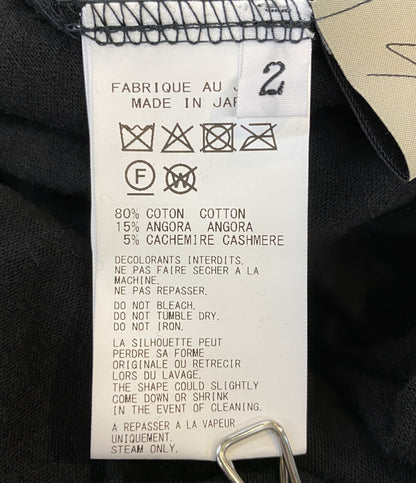 2
FABRIQUE AU J
MADE IN JAP
F
W
80% COTON COTTON
15% ANGORA ANGORA
5% CACHEMIRE CASHMERE
DECOLORANTS INTERDITS.
NE PAS FAIRE SECHER A LA
MACHINE.
NE PAS REPASSER.
DO NOT BLEACH.
DO NOT TUMBLE DRY.
DO NOT IRON.
LA SILHOUETTE PEUT
PERDRE SA FORME
ORIGINALE OU RETRECIR
LORS DU LAVAGE.
THE SHAPE COULD SLIGHTLY
COME DOWN OR SHRINK
IN THE EVENT OF CLEANING.
A REPASSER A LA VAPEUR
UNIQUEMENT.
STEAM ONLY.